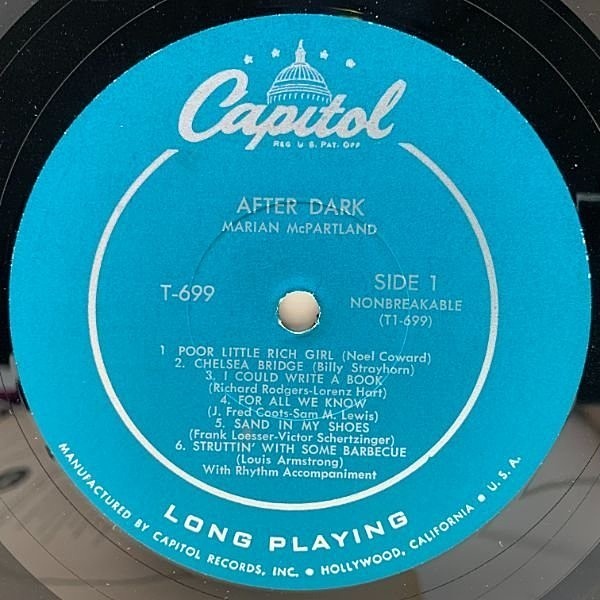 Capitol
REG U S. PAT. OFF
AFTER DARK
MARIAN McPARTLAND
T-699
SIDE 1
NONBREAKABLE
(T1-699)
1 POOR LITTLE RICH GIRL (Noel Coward)
2. CHELSEA BRIDGE (Billy Strayhorn)
3. I COULD WRITE A BOOK
(Richard Rodgers-Lorenz Hart)
4. FOR ALL WE KNOW
(J. Fred Coots-Sam M. Lewis)
5. SAND IN MY SHOES
(Frank Loesser-Victor Schertzinger)
6. STRUTTIN' WITH SOME BARBECUE
(Louis Armstrong)
With Rhythm Accompaniment
LONG PLAYING
MANUFACTURED BY CAPITOL RECORDS, INC. • HOLLYWOOD, CALIFORNIA • U.S.A.